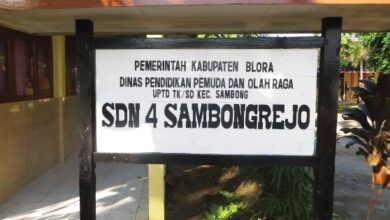 PEMERINTAH KABUPATEN BLORA
DINAS PENDIDIKAN PEMUDA DAN OLAH RAGA
UPTD TK/SD KEC. SAMBONG
SDN 4 SAMBONGREJO